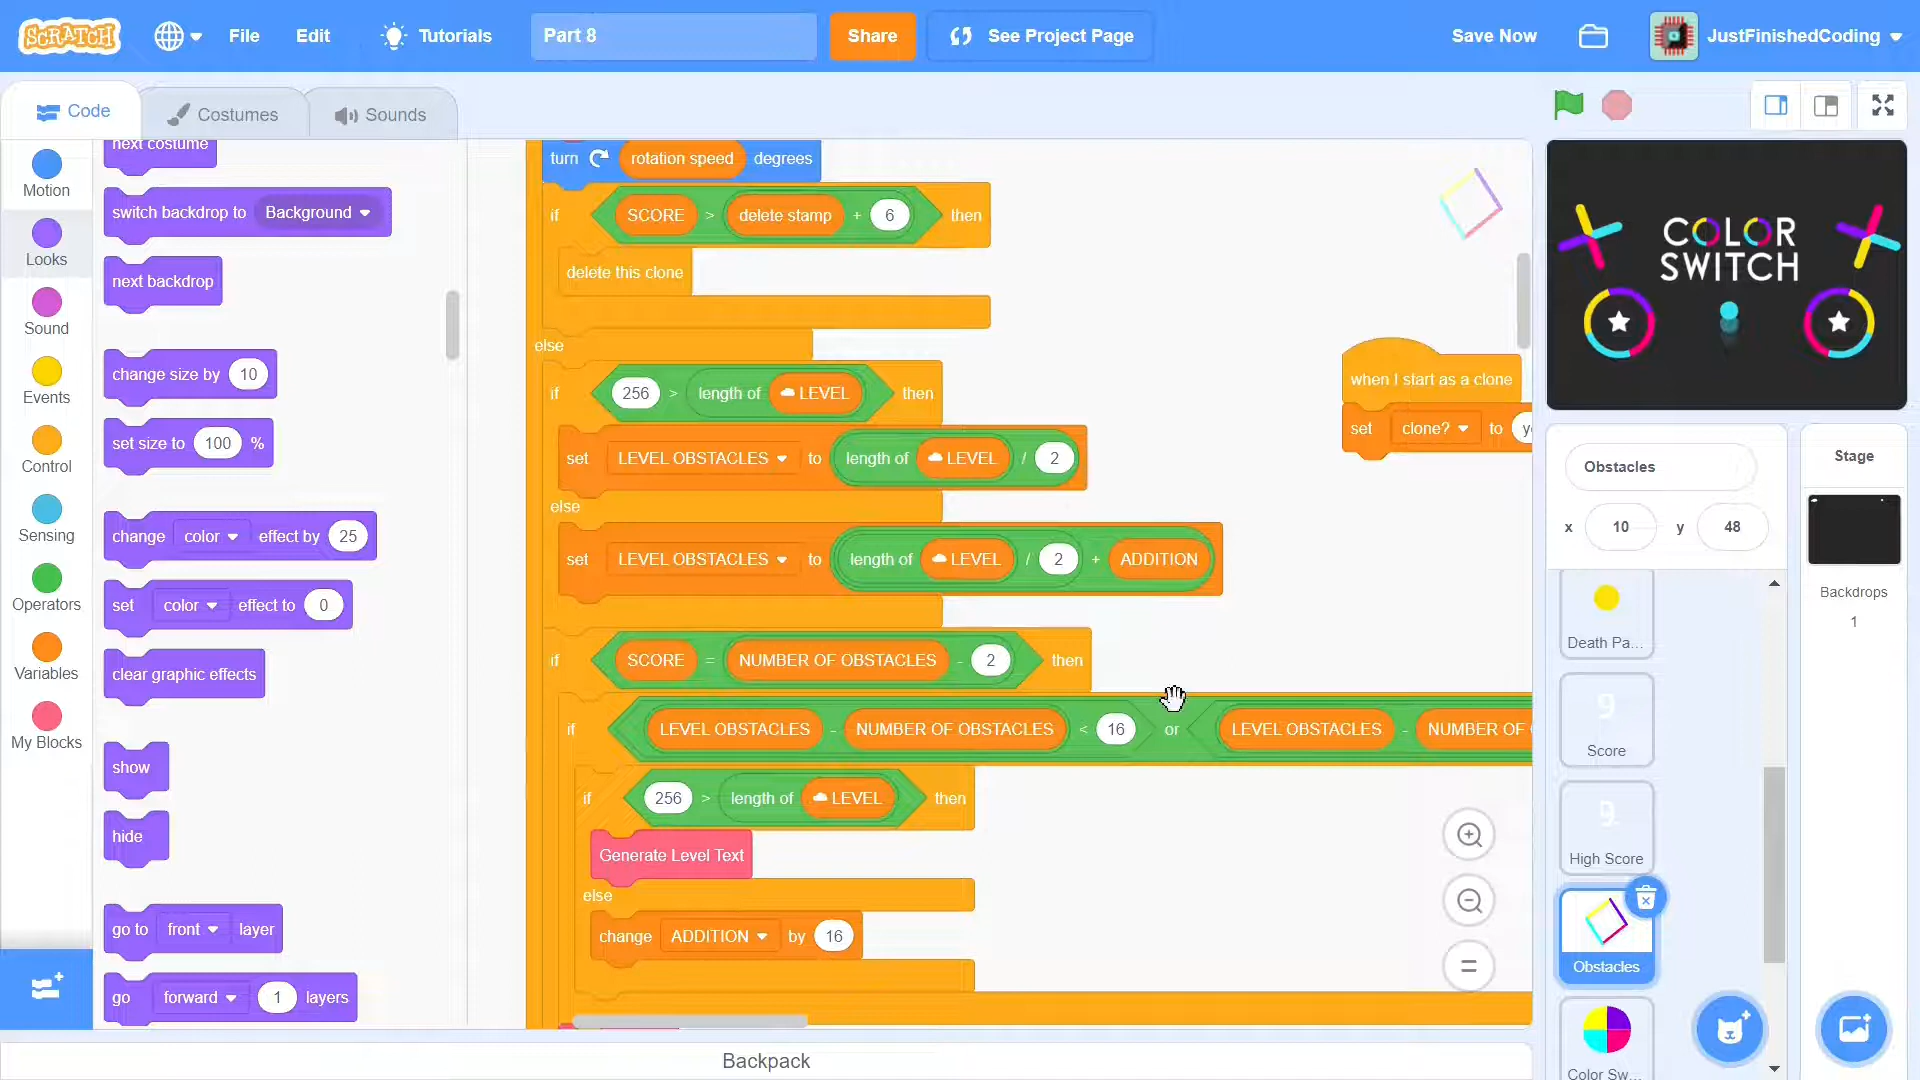 SCRATCH File Edit Tutorials Part 8 Share See Project Page Save Now JustFinishedCoding
Code Costumes Sounds
Motion
Looks
Sound
Events
Control
Sensing
Operators
Variables
My Blocks
next costume
switch backdrop to Background
next backdrop
change size by 10
set size to 100 %
change color effect by 25
set color effect to 0
clear graphic effects
show
hide
go to front layer
go forward 1 layers
turn rotation speed degrees
if SCORE > delete stamp + 6 then
delete this clone
else
if 256 > length of LEVEL then
set LEVEL OBSTACLES to length of LEVEL / 2
else
set LEVEL OBSTACLES to length of LEVEL / 2 + ADDITION
if SCORE = NUMBER OF OBSTACLES - 2 then
if LEVEL OBSTACLES - NUMBER OF OBSTACLES < 16 or LEVEL OBSTACLES - NUMBER OF
if 256 > length of LEVEL then
Generate Level Text
else
change ADDITION by 16
when I start as a clone
set clone? to
Backpack
COLOR
SWITCH
Obstacles
x 10 y 48
Death Pa...
9
Score
9
High Score
Obstacles
Color Sw...
Stage
Backdrops
1